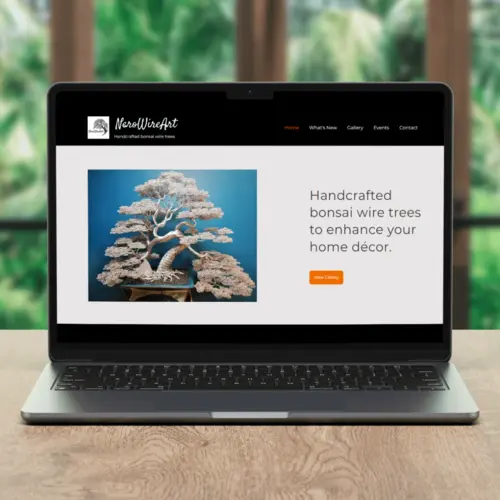 NaroWireArt
Handcrafted bonsai wire trees
Home What's New Gallery Events Contact
Handcrafted
bonsai wire trees
to enhance your
home décor.
View Gallery